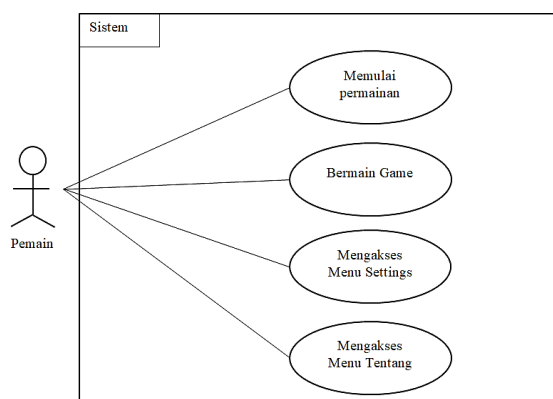 Sistem
Memulai
permainan
Bermain Game
Pemain
Mengakses
Menu Settings
Mengakses
Menu Tentang